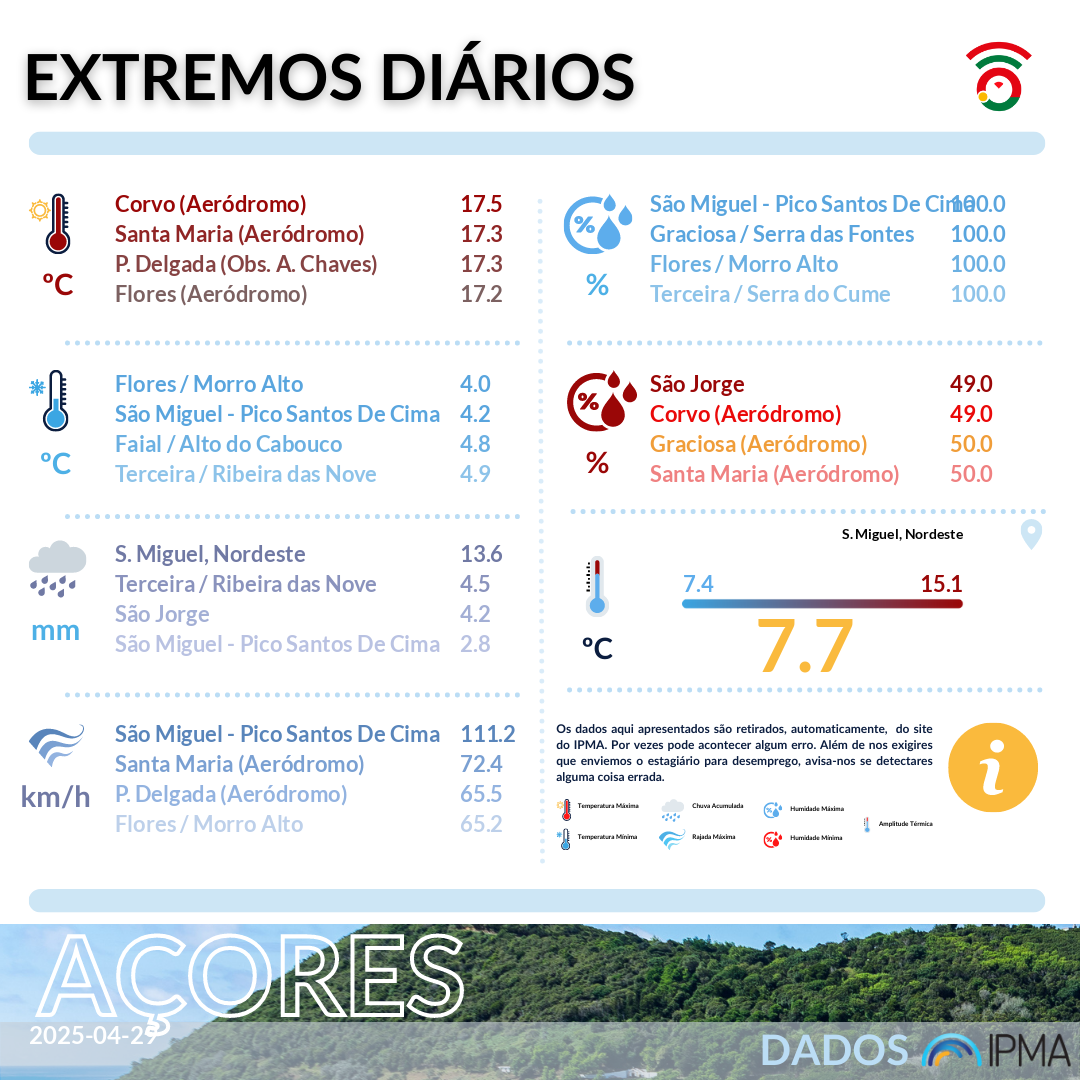 EXTREMOS DIÁRIOS
Corvo (Aeródromo) 17.5
Santa Maria (Aeródromo) 17.3
P. Delgada (Obs. A. Chaves) 17.3
Flores (Aeródromo) 17.2
ºC
Flores / Morro Alto 4.0
São Miguel - Pico Santos De Cima 4.2
Faial / Alto do Cabouco 4.8
Terceira / Ribeira das Nove 4.9
ºC
S. Miguel, Nordeste 13.6
Terceira / Ribeira das Nove 4.5
São Jorge 4.2
São Miguel - Pico Santos De Cima 2.8
mm
São Miguel - Pico Santos De Cima 111.2
Santa Maria (Aeródromo) 72.4
P. Delgada (Aeródromo) 65.5
Flores / Morro Alto 65.2
km/h
São Miguel - Pico Santos De Cima 100.0
Graciosa / Serra das Fontes 100.0
Flores / Morro Alto 100.0
Terceira / Serra do Cume 100.0
%
%
São Jorge 49.0
Corvo (Aeródromo) 49.0
Graciosa (Aeródromo) 50.0
Santa Maria (Aeródromo) 50.0
%
%
S. Miguel, Nordeste
7.4 15.1
7.7
ºC
Os dados aqui apresentados são retirados, automaticamente, do site
do IPMA. Por vezes pode acontecer algum erro. Além de nos exigires
que enviemos o estagiário para desemprego, avisa-nos se detectares
alguma coisa errada.
i
Temperatura Máxima
Chuva Acumulada
Humidade Máxima
Amplitude Térmica
Temperatura Mínima
Rajada Máxima
Humidade Mínima
AÇORES
2025-04-29
DADOS IPMA